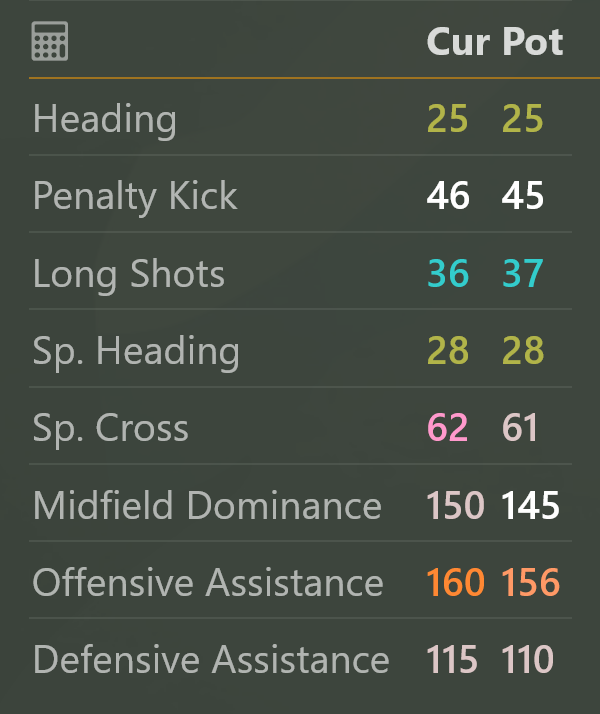 Cur Pot
Heading 25 25
Penalty Kick 46 45
Long Shots 36 37
Sp. Heading 28 28
Sp. Cross 62 61
Midfield Dominance 150 145
Offensive Assistance 160 156
Defensive Assistance 115 110